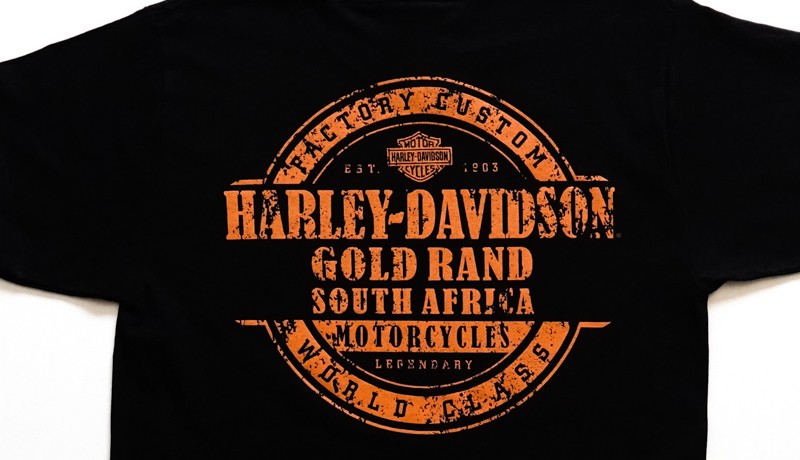 FACTORY CUSTOM
MOTOR
HARLEY-DAVIDSON
CYCLES
EST. 1903
HARLEY-DAVIDSON
GOLD RAND
SOUTH AFRICA
MOTORCYCLES
LEGENDARY
WORLD CLASS